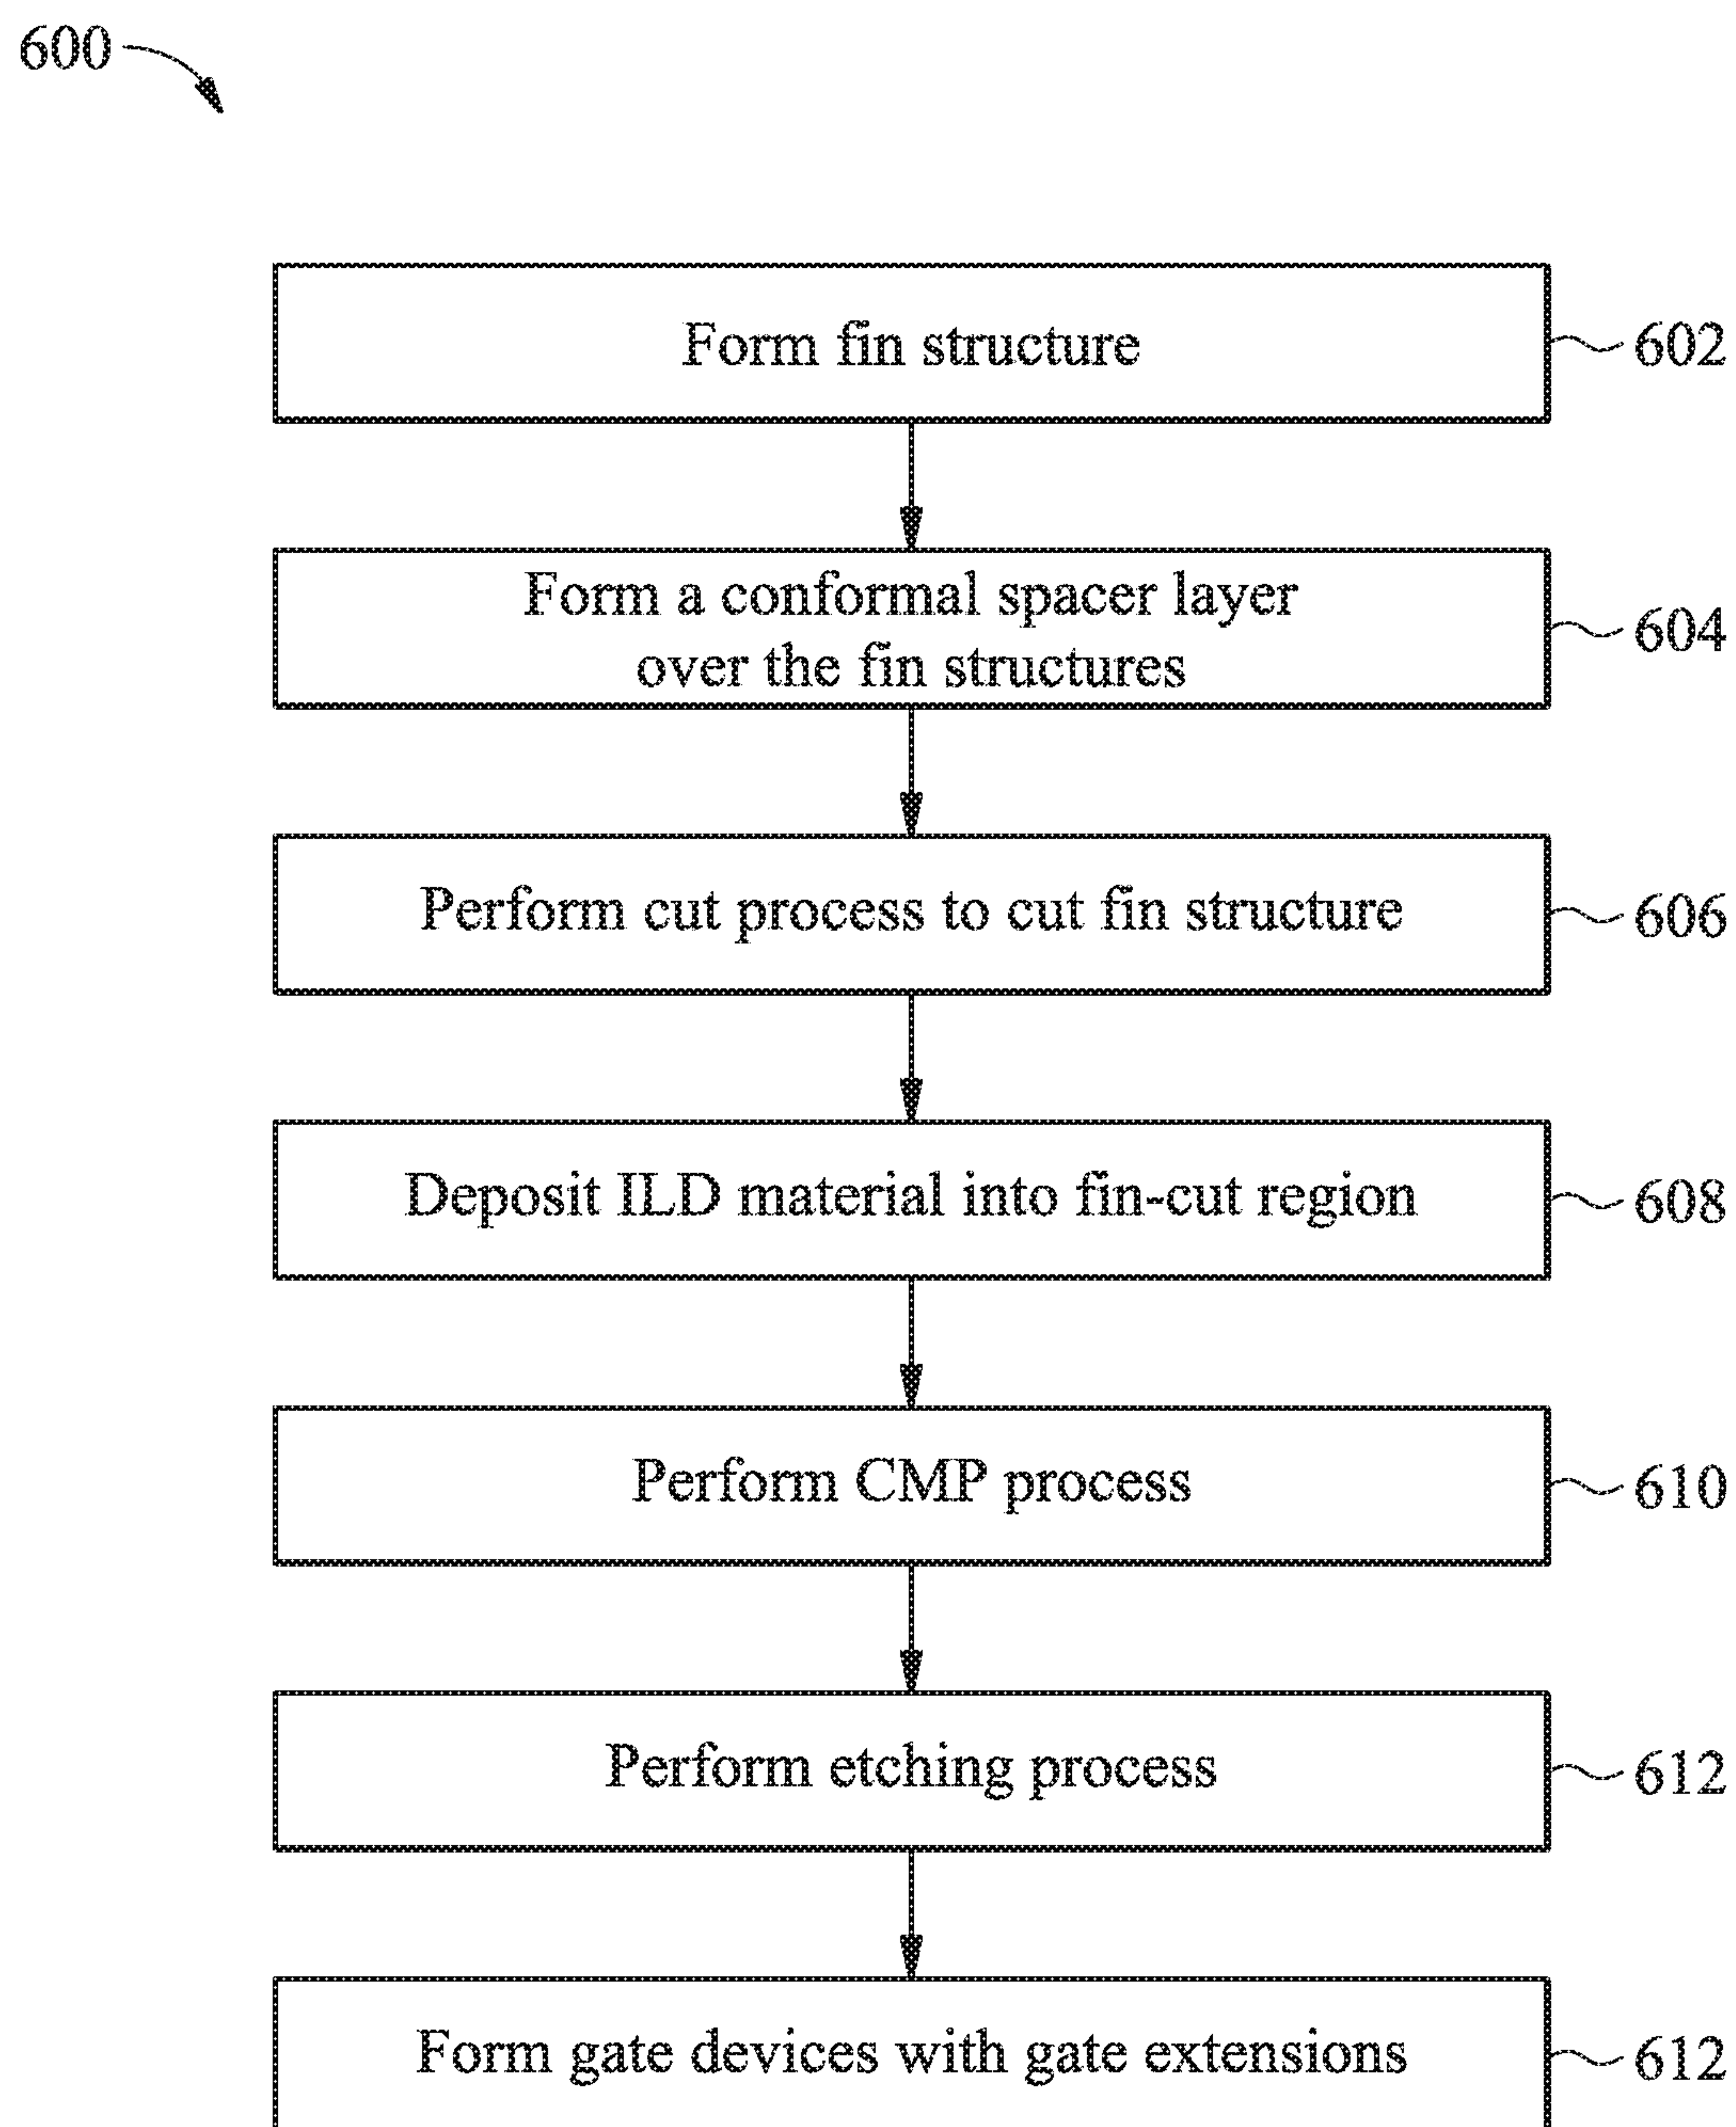 600
Form fin structure
602
Form a conformal spacer layer
over the fin structures
604
Perform cut process to cut fin structure
606
Deposit ILD material into fin-cut region
608
Perform CMP process
610
Perform etching process
612
Form gate devices with gate extensions
612